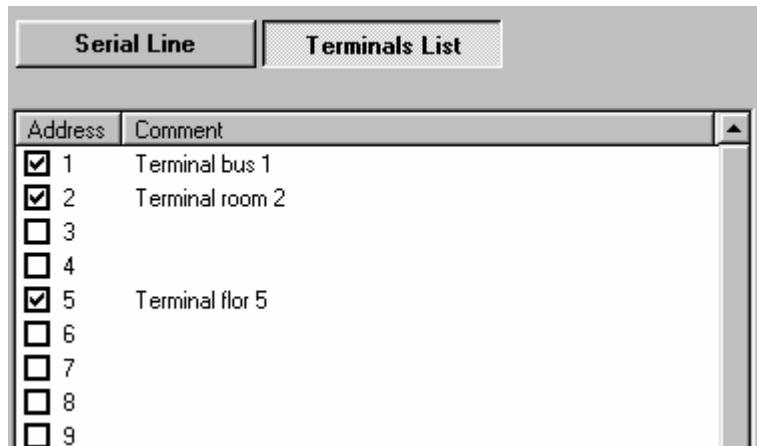 Serial Line Terminals List
Address Comment
1 Terminal bus 1
2 Terminal room 2
3
4
5 Terminal flor 5
6
7
8
9